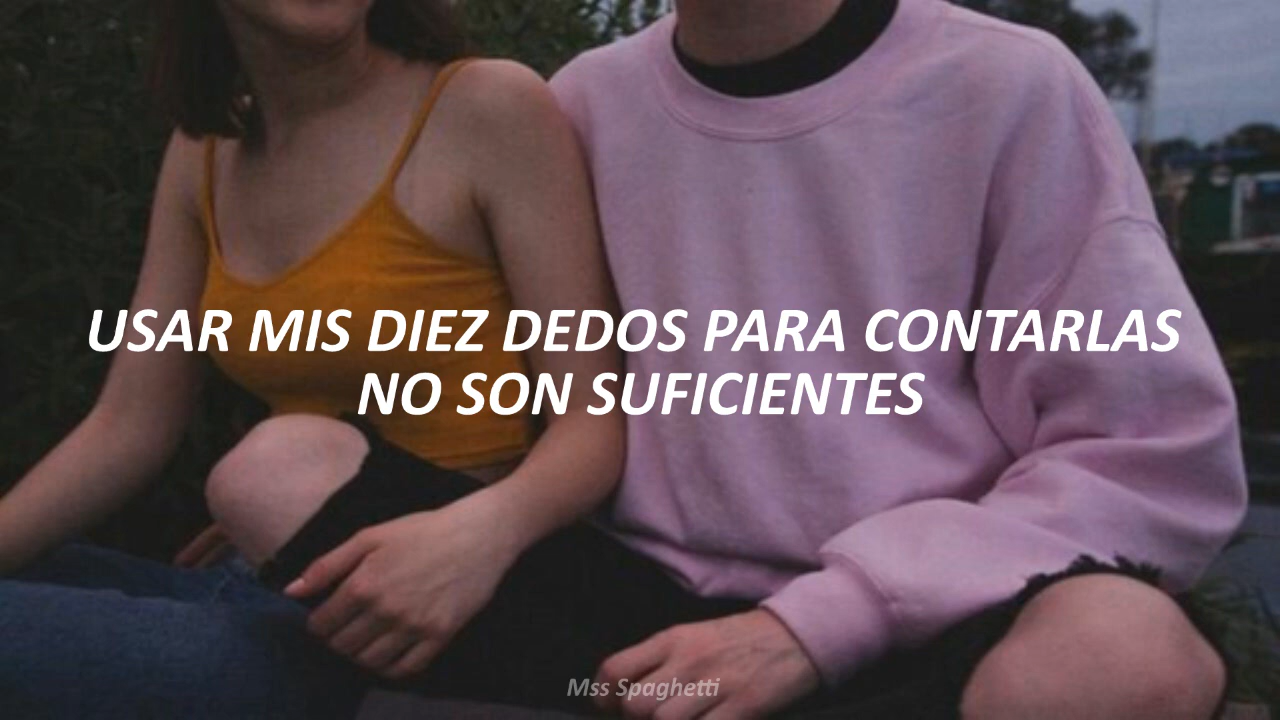 USAR MIS DIEZ DEDOS PARA CONTARLAS
NO SON SUFICIENTES
Mss Spaghetti